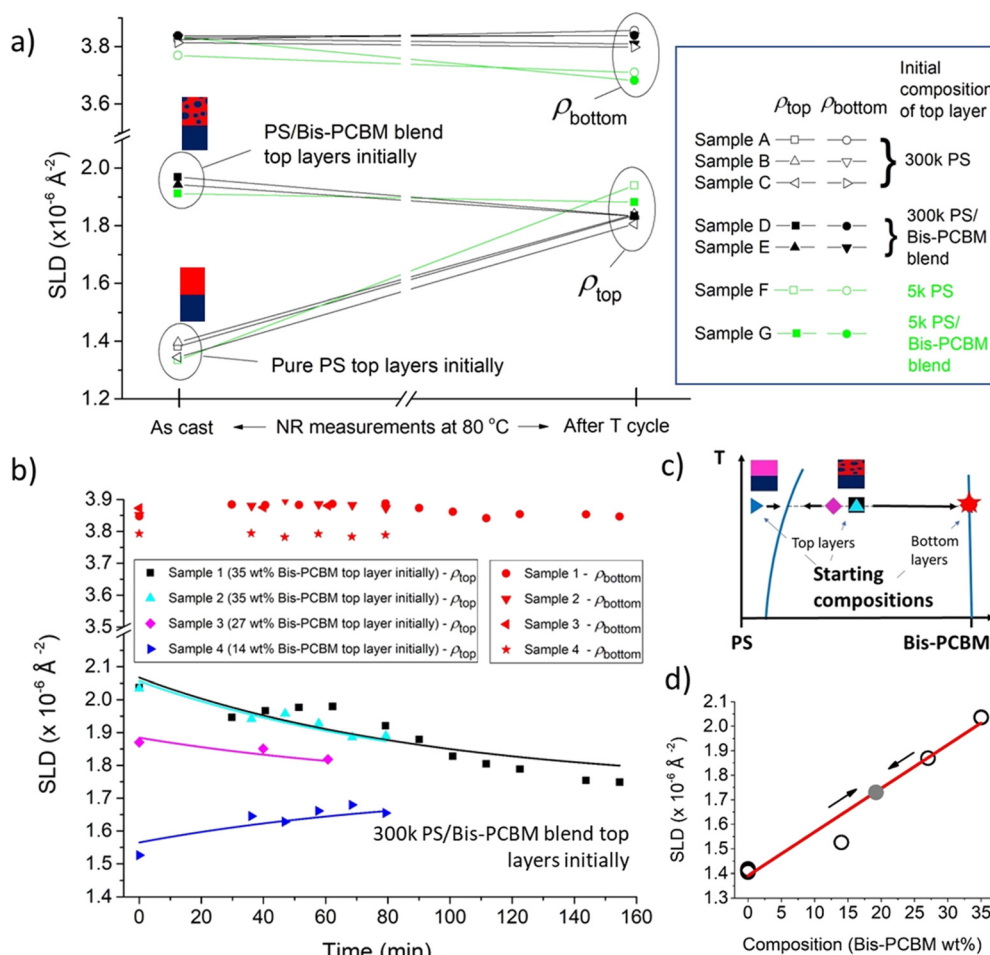 a)
SLD (x10⁻⁶ Å⁻²)
3.8
3.6
2.0
1.8
1.6
1.4
1.2
PS/Bis-PCBM blend
top layers initially
Pure PS top layers initially
ρbottom
ρtop
As cast
NR measurements at 80 °C
After T cycle
Initial
composition
of top layer
ρtop ρbottom
Sample A
Sample B
Sample C
300k PS
Sample D
Sample E
300k PS/
Bis-PCBM
blend
Sample F
5k PS
Sample G
5k PS/
Bis-PCBM
blend
b)
SLD (x 10⁻⁶ Å⁻²)
3.9
3.8
3.7
3.6
3.5
2.1
2.0
1.9
1.8
1.7
1.6
1.5
1.4
Sample 1 (35 wt% Bis-PCBM top layer initially) - ρtop
Sample 2 (35 wt% Bis-PCBM top layer initially) - ρtop
Sample 3 (27 wt% Bis-PCBM top layer initially) - ρtop
Sample 4 (14 wt% Bis-PCBM top layer initially) - ρtop
Sample 1 - ρbottom
Sample 2 - ρbottom
Sample 3 - ρbottom
Sample 4 - ρbottom
300k PS/Bis-PCBM blend top
layers initially
0 20 40 60 80 100 120 140 160
Time (min)
c)
T
Top layers
Bottom
layers
Starting
compositions
PS
Bis-PCBM
d)
SLD (x 10⁻⁶ Å⁻²)
2.1
2.0
1.9
1.8
1.7
1.6
1.5
1.4
1.3
0 5 10 15 20 25 30 35
Composition (Bis-PCBM wt%)